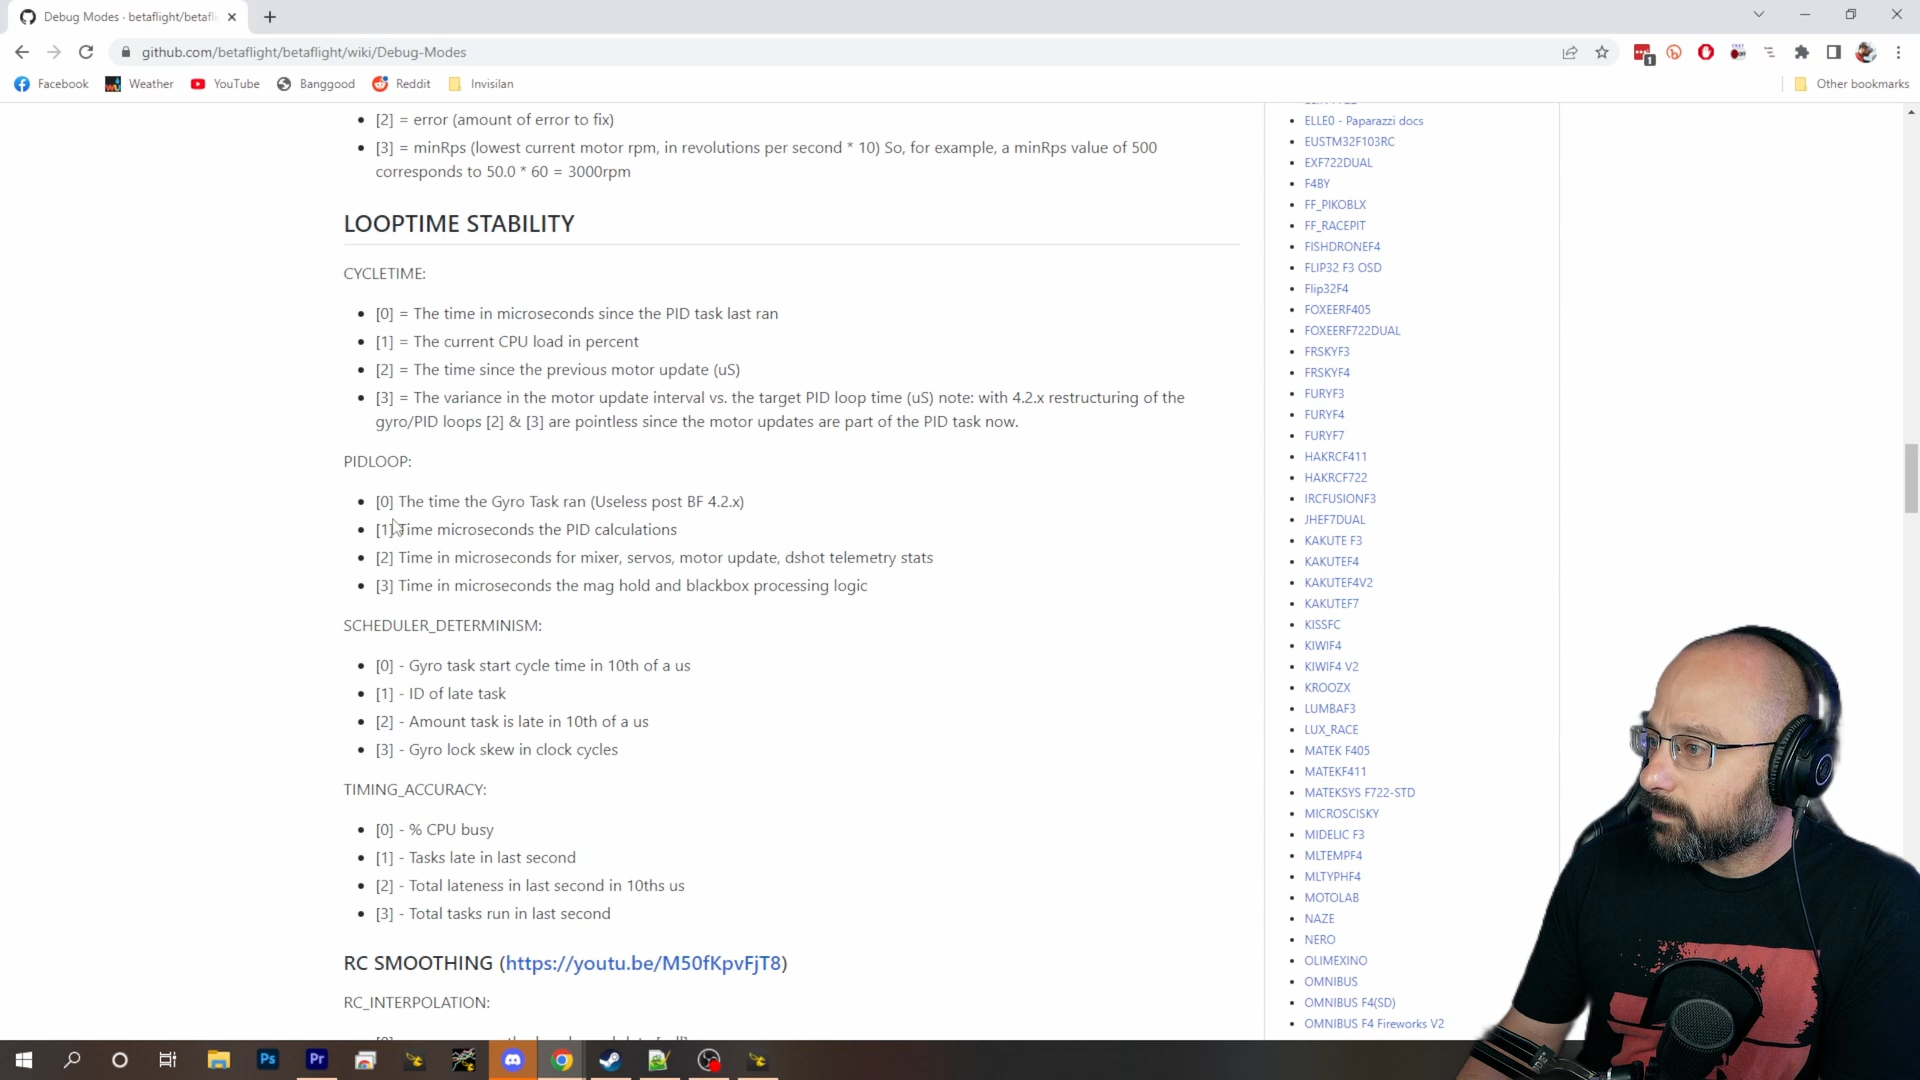 Debug Modes · betaflight/betafl
github.com/betaflight/betaflight/wiki/Debug-Modes
1
Facebook
Weather
YouTube
Banggood
Reddit
Invisilan
Other bookmarks
[2] = error (amount of error to fix)
[3] = minRps (lowest current motor rpm, in revolutions per second * 10) So, for example, a minRps value of 500
corresponds to 50.0 * 60 = 3000rpm
LOOPTIME STABILITY
CYCLETIME:
[0] = The time in microseconds since the PID task last ran
[1] = The current CPU load in percent
[2] = The time since the previous motor update (uS)
[3] = The variance in the motor update interval vs. the target PID loop time (uS) note: with 4.2.x restructuring of the
gyro/PID loops [2] & [3] are pointless since the motor updates are part of the PID task now.
PIDLOOP:
[0] The time the Gyro Task ran (Useless post BF 4.2.x)
[1] Time microseconds the PID calculations
[2] Time in microseconds for mixer, servos, motor update, dshot telemetry stats
[3] Time in microseconds the mag hold and blackbox processing logic
SCHEDULER_DETERMINISM:
[0] - Gyro task start cycle time in 10th of a us
[1] - ID of late task
[2] - Amount task is late in 10th of a us
[3] - Gyro lock skew in clock cycles
TIMING_ACCURACY:
[0] - % CPU busy
[1] - Tasks late in last second
[2] - Total lateness in last second in 10ths us
[3] - Total tasks run in last second
RC SMOOTHING (https://youtu.be/M50fKpvFjT8)
RC_INTERPOLATION:
ELLE0 - Paparazzi docs
EUSTM32F103RC
EXF722DUAL
F4BY
FF_PIKOBLX
FF_RACEPIT
FISHDRONEF4
FLIP32 F3 OSD
Flip32F4
FOXEERF405
FOXEERF722DUAL
FRSKYF3
FRSKYF4
FURYF3
FURYF4
FURYF7
HAKRCF411
HAKRCF722
IRCFUSIONF3
JHEF7DUAL
KAKUTE F3
KAKUTEF4
KAKUTEF4V2
KAKUTEF7
KISSFC
KIWIF4
KIWIF4 V2
KROOZX
LUMBAF3
LUX_RACE
MATEK F405
MATEKF411
MATEKSYS F722-STD
MICROSCISKY
MIDELIC F3
MLTEMPF4
MLTYPHF4
MOTOLAB
NAZE
NERO
OLIMEXINO
OMNIBUS
OMNIBUS F4(SD)
OMNIBUS F4 Fireworks V2
Ps
Pr